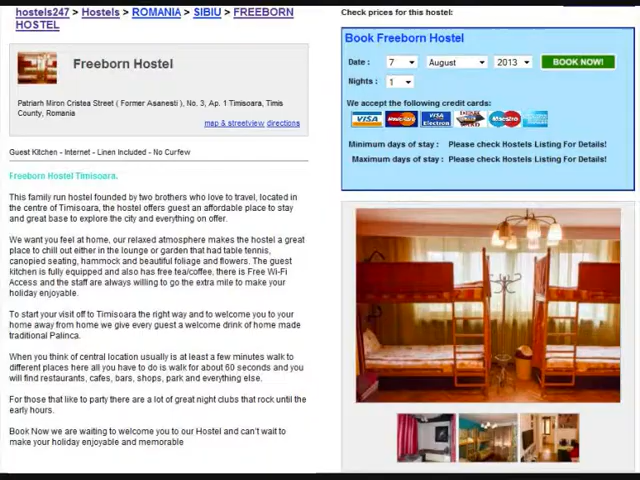 hostels247 > Hostels > ROMANIA > SIBIU > FREEBORN
HOSTEL
Freeborn Hostel
Patriarh Miron Cristea Street ( Former Asanesti ), No. 3, Ap. 1 Timisoara, Timis
County, Romania
map & streetview directions
Guest Kitchen - Internet - Linen Included - No Curfew
Freeborn Hostel Timisoara.
This family run hostel founded by two brothers who love to travel, located in
the centre of Timisoara, the hostel offers guest an affordable place to stay
and great base to explore the city and everything on offer.
We want you feel at home, our relaxed atmosphere makes the hostel a great
place to chill out either in the lounge or garden that had table tennis,
canopied seating, hammock and beautiful foliage and flowers. The guest
kitchen is fully equipped and also has free tea/coffee, there is Free Wi-Fi
Access and the staff are always willing to go the extra mile to make your
holiday enjoyable.
To start your visit off to Timisoara the right way and to welcome you to your
home away from home we give every guest a welcome drink of home made
traditional Palinca.
When you think of central location usually is at least a few minutes walk to
different places here all you have to do is walk for about 60 seconds and you
will find restaurants, cafes, bars, shops, park and everything else.
For those that like to party there are a lot of great night clubs that rock until the
early hours.
Book Now we are waiting to welcome you to our Hostel and can't wait to
make your holiday enjoyable and memorable
Check prices for this hostel:
Book Freeborn Hostel
Date : 7 August 2013 BOOK NOW!
Nights : 1
We accept the following credit cards:
VISA MasterCard VISA Electron Maestro
Minimum days of stay : Please check Hostels Listing For Details!
Maximum days of stay : Please check Hostels Listing For Details!